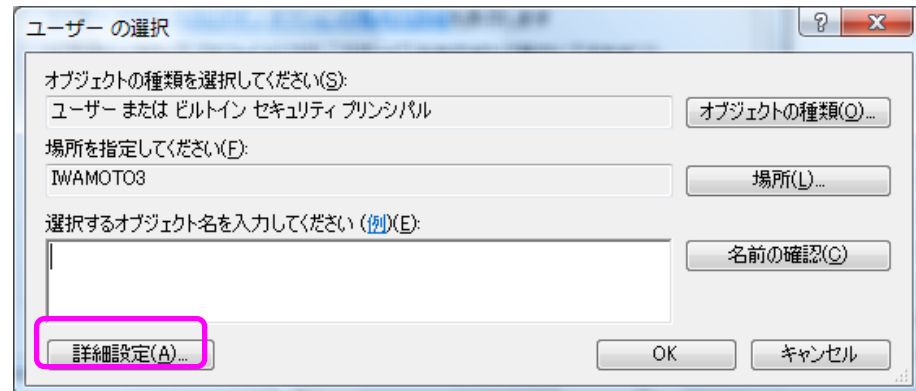 ユーザー の選択
オブジェクトの種類を選択してください(S):
ユーザー または ビルトイン セキュリティ プリンシパル
オブジェクトの種類(O)...
場所を指定してください(F):
IWAMOTO3
場所(L)...
選択するオブジェクト名を入力してください (例)(E):
名前の確認(C)
詳細設定(A)...
OK
キャンセル